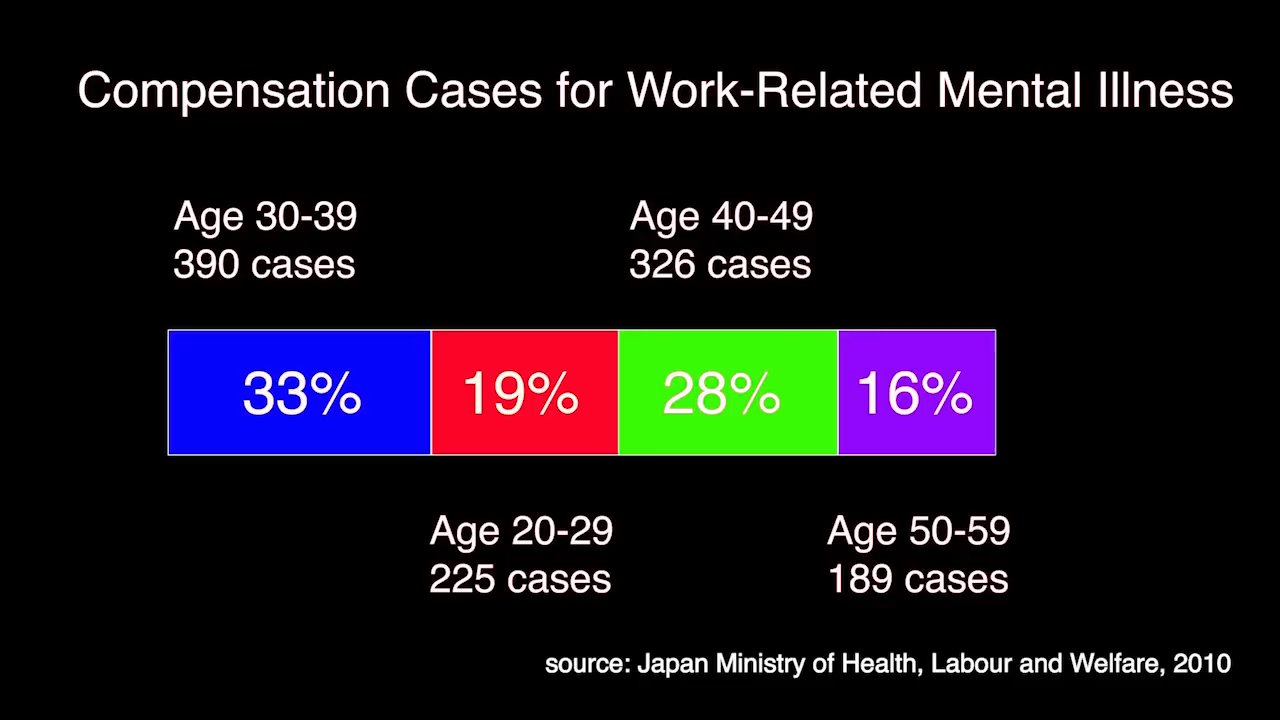 Compensation Cases for Work-Related Mental Illness
Age 30-39
390 cases
Age 40-49
326 cases
33%
19%
28%
16%
Age 20-29
225 cases
Age 50-59
189 cases
source: Japan Ministry of Health, Labour and Welfare, 2010